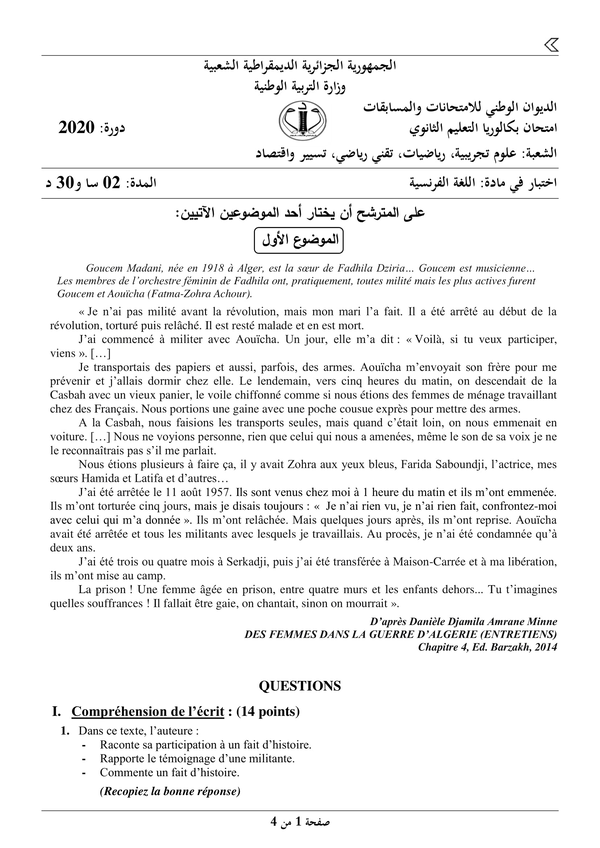 الجمهورية الجزائرية الديمقراطية الشعبية
وزارة التربية الوطنية
الديوان الوطني للامتحانات والمسابقات
امتحان بكالوريا التعليم الثانوي
دورة: 2020
الشعبة: علوم تجريبية، رياضيات، تقني رياضي، تسيير واقتصاد
اختبار في مادة: اللغة الفرنسية
المدة: 02 سا و30 د
على المترشح أن يختار أحد الموضوعين الآتيين:
الموضوع الأول
Goucem Madani, née en 1918 à Alger, est la sœur de Fadhila Dziria… Goucem est musicienne…
Les membres de l'orchestre féminin de Fadhila ont, pratiquement, toutes milité mais les plus actives furent
Goucem et Aouïcha (Fatma-Zohra Achour).
« Je n'ai pas milité avant la révolution, mais mon mari l'a fait. Il a été arrêté au début de la
révolution, torturé puis relâché. Il est resté malade et en est mort.
J'ai commencé à militer avec Aouïcha. Un jour, elle m'a dit : « Voilà, si tu veux participer,
viens ». […]
Je transportais des papiers et aussi, parfois, des armes. Aouïcha m'envoyait son frère pour me
prévenir et j'allais dormir chez elle. Le lendemain, vers cinq heures du matin, on descendait de la
Casbah avec un vieux panier, le voile chiffonné comme si nous étions des femmes de ménage travaillant
chez des Français. Nous portions une gaine avec une poche cousue exprès pour mettre des armes.
A la Casbah, nous faisions les transports seules, mais quand c'était loin, on nous emmenait en
voiture. […] Nous ne voyions personne, rien que celui qui nous a amenées, même le son de sa voix je ne
le reconnaîtrais pas s'il me parlait.
Nous étions plusieurs à faire ça, il y avait Zohra aux yeux bleus, Farida Saboundji, l'actrice, mes
sœurs Hamida et Latifa et d'autres…
J'ai été arrêtée le 11 août 1957. Ils sont venus chez moi à 1 heure du matin et ils m'ont emmenée.
Ils m'ont torturée cinq jours, mais je disais toujours : « Je n'ai rien vu, je n'ai rien fait, confrontez-moi
avec celui qui m'a donnée ». Ils m'ont relâchée. Mais quelques jours après, ils m'ont reprise. Aouïcha
avait été arrêtée et tous les militants avec lesquels je travaillais. Au procès, je n'ai été condamnée qu'à
deux ans.
J'ai été trois ou quatre mois à Serkadji, puis j'ai été transférée à Maison-Carrée et à ma libération,
ils m'ont mise au camp.
La prison ! Une femme âgée en prison, entre quatre murs et les enfants dehors... Tu t'imagines
quelles souffrances ! Il fallait être gaie, on chantait, sinon on mourrait ».
D'après Danièle Djamila Amrane Minne
DES FEMMES DANS LA GUERRE D'ALGERIE (ENTRETIENS)
Chapitre 4, Ed. Barzakh, 2014
QUESTIONS
I. Compréhension de l'écrit : (14 points)
1. Dans ce texte, l'auteure :
- Raconte sa participation à un fait d'histoire.
- Rapporte le témoignage d'une militante.
- Commente un fait d'histoire.
(Recopiez la bonne réponse)
صفحة 1 من 4